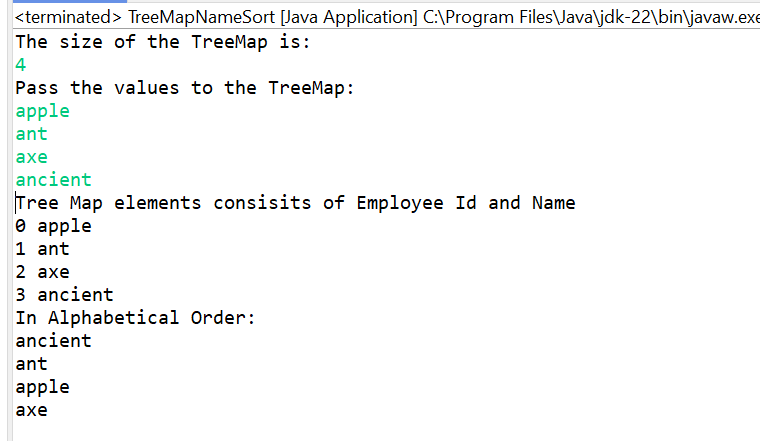 <terminated> TreeMapNameSort [Java Application] C:\Program Files\Java\jdk-22\bin\javaw.exe
The size of the TreeMap is:
4
Pass the values to the TreeMap:
apple
ant
axe
ancient
Tree Map elements consisits of Employee Id and Name
0 apple
1 ant
2 axe
3 ancient
In Alphabetical Order:
ancient
ant
apple
axe